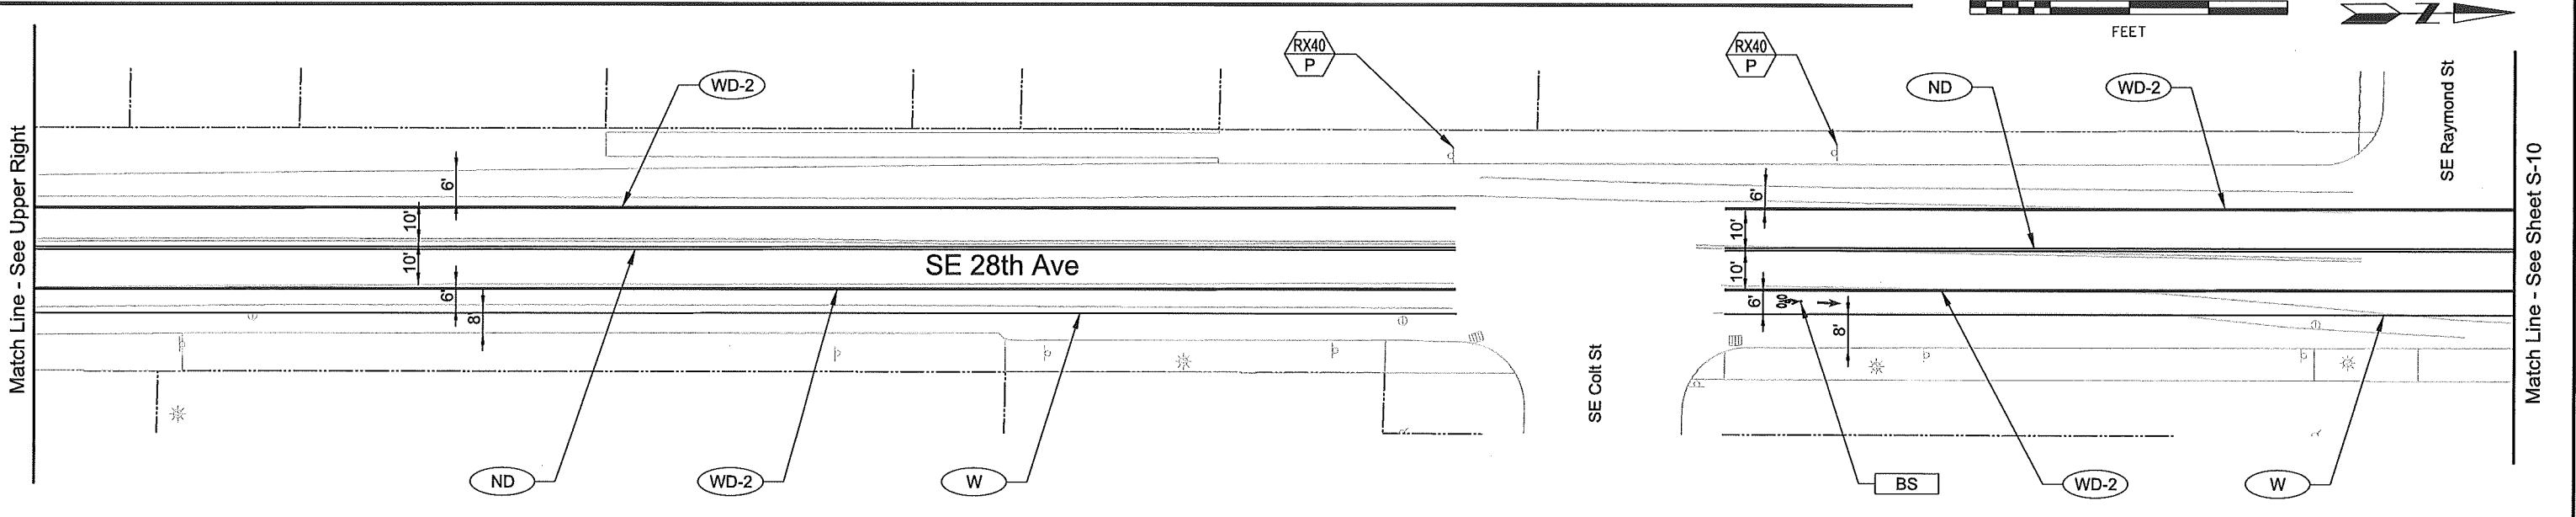 FEET
N
RX40
P
RX40
P
WD-2
ND
WD-2
SE Raymond St
Match Line - See Upper Right
6'
10'
10'
6'
8'
SE 28th Ave
6'
10'
10'
6'
8'
Match Line - See Sheet S-10
SE Colt St
ND
WD-2
W
BS
WD-2
W